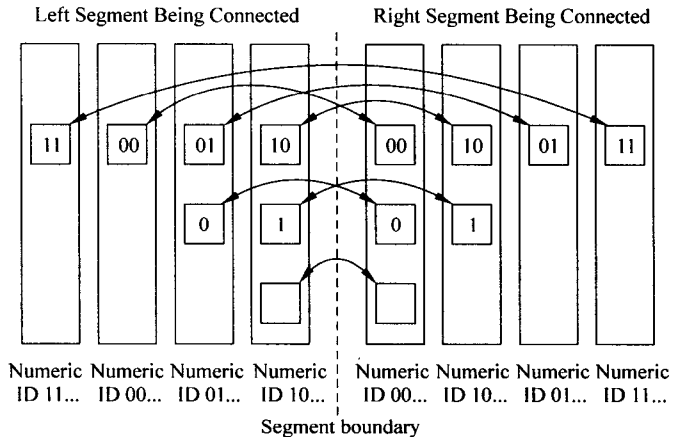 Left Segment Being Connected Right Segment Being Connected
11 00 01 10 00 10 01 11
0 1 0 1
Numeric Numeric Numeric Numeric Numeric Numeric Numeric Numeric
ID 11... ID 00... ID 01... ID 10... ID 00... ID 10... ID 01... ID 11...
Segment boundary